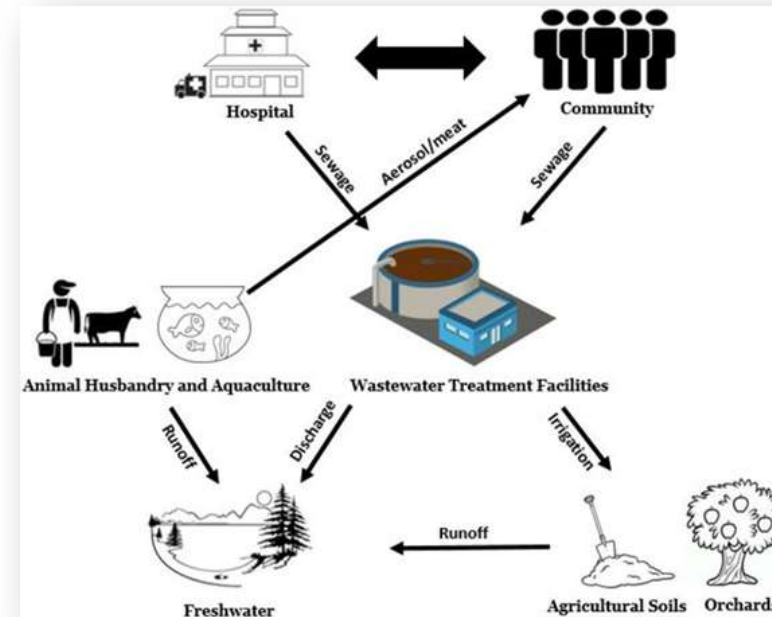 Hospital
Community
Sewage
Aerosol/meat
Sewage
Animal Husbandry and Aquaculture
Wastewater Treatment Facilities
Runoff
Discharge
Irrigation
Runoff
Freshwater
Agricultural Soils
Orchard